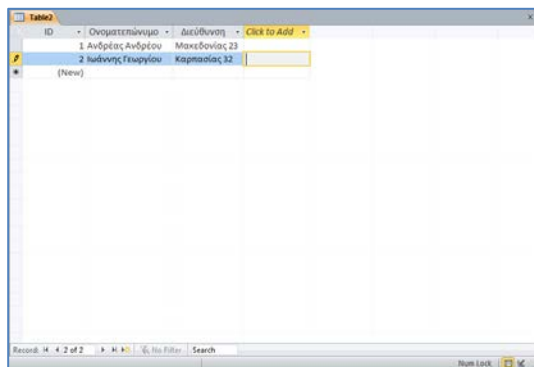 Table2
ID Ονοματεπώνυμο Διεύθυνση Click to Add
1 Ανδρέας Ανδρέου Μακεδονίας 23
2 Ιωάννης Γεωργίου Καρπασίας 32
(New)
Record: 2 of 2 No Filter Search
Num Lock